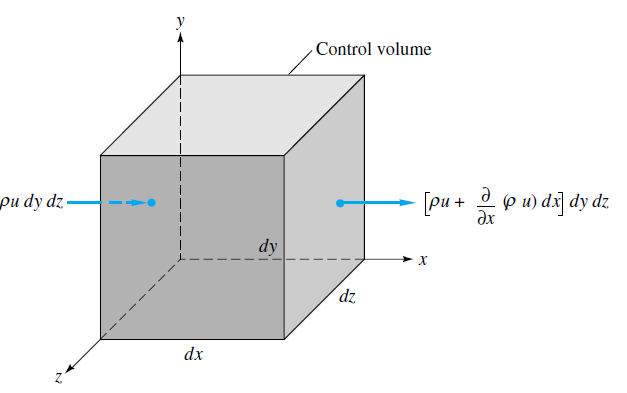 y
Control volume
ρu dy dz
[ρu + ∂/∂x (ρ u) dx] dy dz
dy
x
dz
dx
z